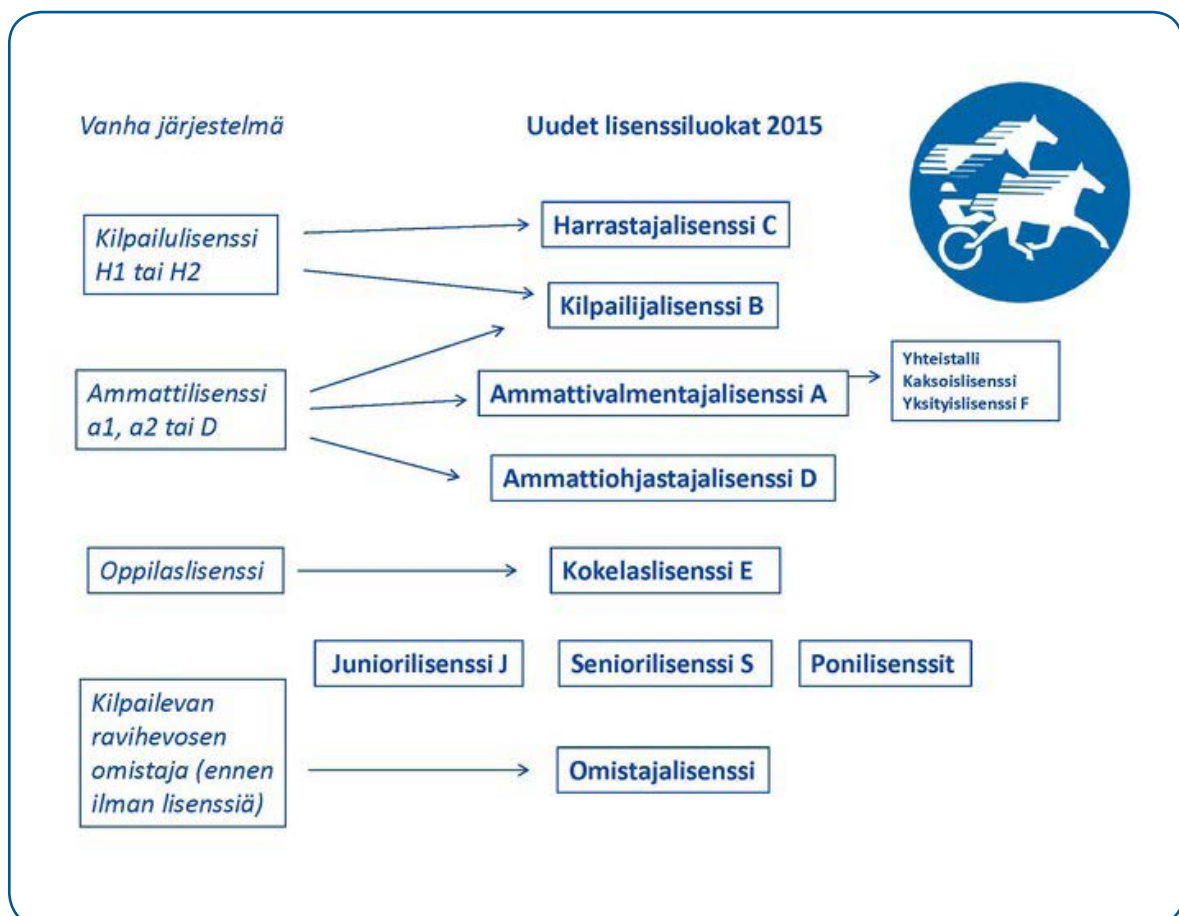 Vanha järjestelmä
Uudet lisenssiluokat 2015
Kilpailulisenssi
H1 tai H2
Harrastajalisenssi C
Kilpailijalisenssi B
Ammattilisenssi
a1, a2 tai D
Ammattivalmentajalisenssi A
Yhteistalli
Kaksoislisenssi
Yksityislisenssi F
Ammattiohjastajalisenssi D
Oppilaslisenssi
Kokelaslisenssi E
Juniorilisenssi J
Seniorilisenssi S
Ponilisenssit
Kilpailevan
ravihevosen
omistaja (ennen
ilman lisenssiä)
Omistajalisenssi